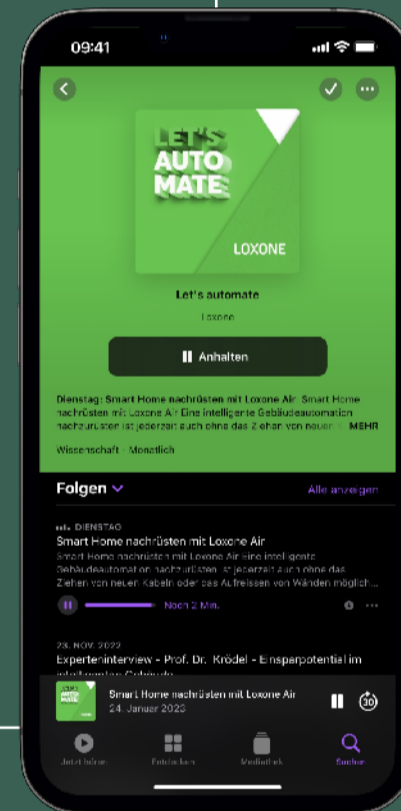 09:41
LET'S
AUTO
MATE
LOXONE
Let's automate
Loxone
Anhalten
Dienstag: Smart Home nachrüsten mit Loxone Air. Smart Home
nachrüsten mit Loxone Air Eine intelligente Gebäudeautomation
nachzurüsten ist jederzeit auch ohne das Ziehen von neuen MEHR
Wissenschaft - Monatlich
Folgen
Alle anzeigen
DIENSTAG
Smart Home nachrüsten mit Loxone Air
Smart Home nachrüsten mit Loxone Air Eine intelligente
Gebäudeautomation nachzurüsten ist jederzeit auch ohne das
Ziehen von neuen Kabeln oder das Aufreissen von Wänden möglich...
Noch 2 Min.
23. NOV. 2022
Experteninterview - Prof. Dr. Krödel - Einsparpotential im
intelligenten Gebäude
Smart Home nachrüsten mit Loxone Air
24. Januar 2023
30
Jetzt hören
Entdecken
Mediathek
Suchen